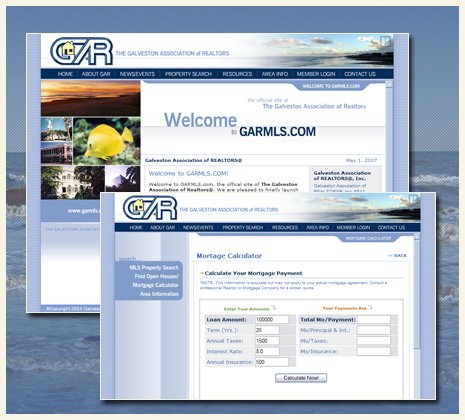 GAR THE GALVESTON ASSOCIATION of REALTORS
HOME ABOUT GAR NEWS/EVENTS PROPERTY SEARCH RESOURCES AREA INFO MEMBER LOGIN CONTACT US
WELCOME TO GARMLS.COM
the official site of
The Galveston Association of Realtors
Welcome
to GARMLS.COM
Galveston Association of REALTORS® May 1, 2007
Welcome to GARMLS.COM!
Welcome to GARMLS.com, the offical site of The Galveston
Association of Realtors®. We are pleased to finally launch
Galveston Association of
REALTORS®, Inc.
Galveston Association of
www.garmls.c
THE GALVESTON ASSOCIATION
©Copyright 2004 Galvest
GAR THE GALVESTON ASSOCIATION of REALTORS
HOME ABOUT GAR NEWS/EVENTS PROPERTY SEARCH RESOURCES AREA INFO MEMBER LOGIN CONTACT US
MORTGAGE CALCULATOR
search
MLS Property Search
Find Open Houses!
Mortgage Calculator
Area Information
Mortage Calculator << BACK
Calculate Your Mortgage Payment
*NOTE: This information is accurate but may not apply to your actual mortgage agreement. Consult a
professional Realtor or Mortgage Company for a written quote.
Enter Your Amounts Your Payments Are
Loan Amount: 100000 Total Mo/Payment:
Term (Yrs.): 25 Mo/Principal & Int.:
Annual Taxes: 1500 Mo/Taxes:
Interest Rate: 8.0 Mo/Insurance:
Annual Insurance: 500
Calculate Now!